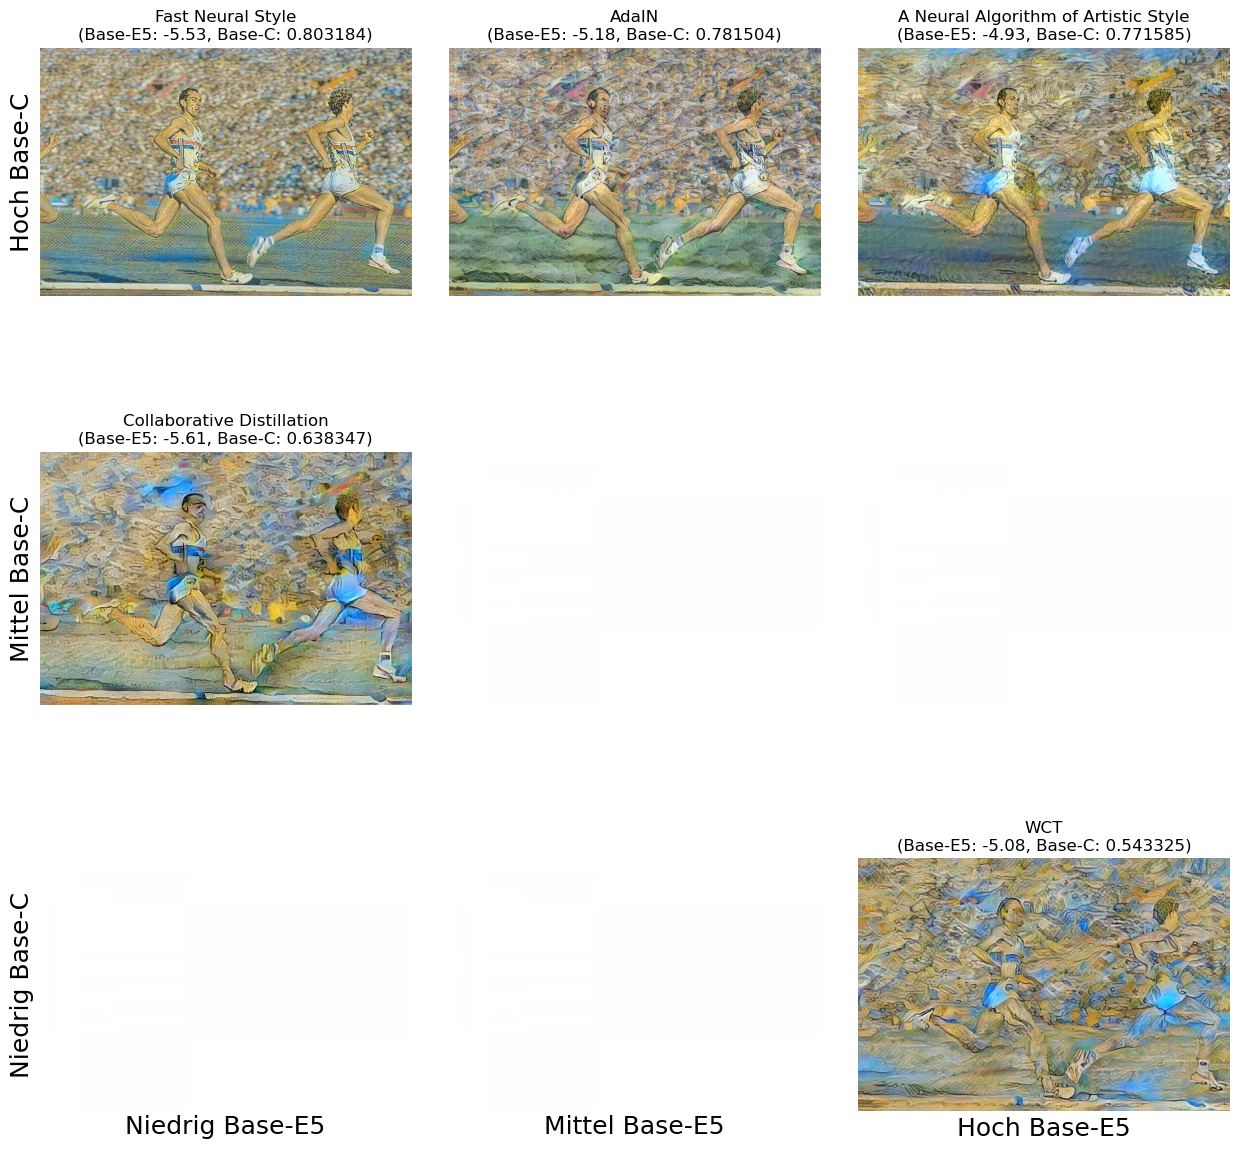 Fast Neural Style
(Base-E5: -5.53, Base-C: 0.803184)
AdaIN
(Base-E5: -5.18, Base-C: 0.781504)
A Neural Algorithm of Artistic Style
(Base-E5: -4.93, Base-C: 0.771585)
Hoch Base-C
Collaborative Distillation
(Base-E5: -5.61, Base-C: 0.638347)
Mittel Base-C
WCT
(Base-E5: -5.08, Base-C: 0.543325)
Niedrig Base-C
Niedrig Base-E5
Mittel Base-E5
Hoch Base-E5